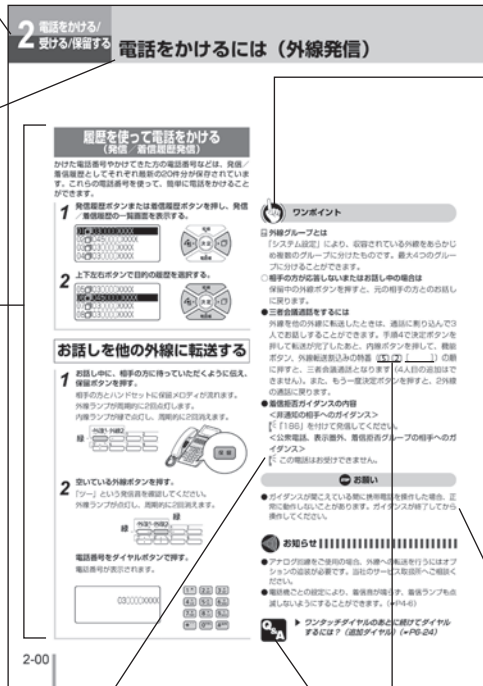 2 電話をかける/
受ける/保留する
電話をかけるには（外線発信）
履歴を使って電話をかける
（発信／着信履歴発信）
かけた電話番号やかけてきた方の電話番号などは、発信／
着信履歴としてそれぞれ最新の20件分が保存されていま
す。これらの電話番号を使って、簡単に電話をかけること
ができます。
1 発信履歴ボタンまたは着信履歴ボタンを押し、発信
／着信履歴の一覧画面を表示する。
決定
2 上下左右ボタンで目的の履歴を選択する。
決定
お話しを他の外線に転送する
1 お話し中に、相手の方に待っていただくように伝え、
保留ボタンを押す。
相手の方とハンドセットに保留メロディが流れます。
外線ランプが周期的に2回点灯します。
内線ランプが緑で点灯し、周期的に2回消えます。
外線1 外線2
緑
保留
2 空いている外線ボタンを押す。
「ツー」という発信音を確認してください。
外線ランプが点灯し、周期的に2回消えます。
緑
外線1 外線2
緑
電話番号をダイヤルボタンで押す。
電話番号が表示されます。
030XXXXXXXX
ワンポイント
外線グループとは
「システム設定」により、収容されている外線をあらかじ
め複数のグループに分けたものです。最大4つのグルー
プに分けることができます。
○相手の方が応答しないまたはお話し中の場合は
保留中の外線ボタンを押すと、元の相手の方とのお話し
に戻ります。
●三者会議通話をするには
外線を他の外線に転送したときは、通話に割り込んで3
人でお話しすることができます。手順4で決定ボタンを
押して転送が完了したあと、内線ボタンを押して、機能
ボタン、外線転送割込みの特番（
）の順
に押すと、三者会議通話となります（4人目の追加はで
きません）。また、もう一度決定ボタンを押すと、2外線
の通話に戻ります。
●着信拒否ガイダンスの内容
＜非通知の相手へのガイダンス＞
「186」を付けて発信してください。
＜公衆電話、表示圏外、着信拒否グループの相手へのガ
イダンス＞
この電話はお受けできません。
STOP お願い
●ガイダンスが聞こえている間に携帯電話を操作した場合、正
常に動作しないことがあります。ガイダンスが終了してから
操作してください。
お知らせ
●アナログ回線をご使用の場合、外線への転送を行うにはオプ
ションの追装が必要です。当社のサービス取扱所へご相談く
ださい。
●電話機ごとの設定により、着信音が鳴らず、着信ランプも点
滅しないようにすることができます。（☛P4-6）
Q&A
▶ ワンタッチダイヤルのあとに続けてダイヤル
するには？（追加ダイヤル）（☛P6-24）
2-00